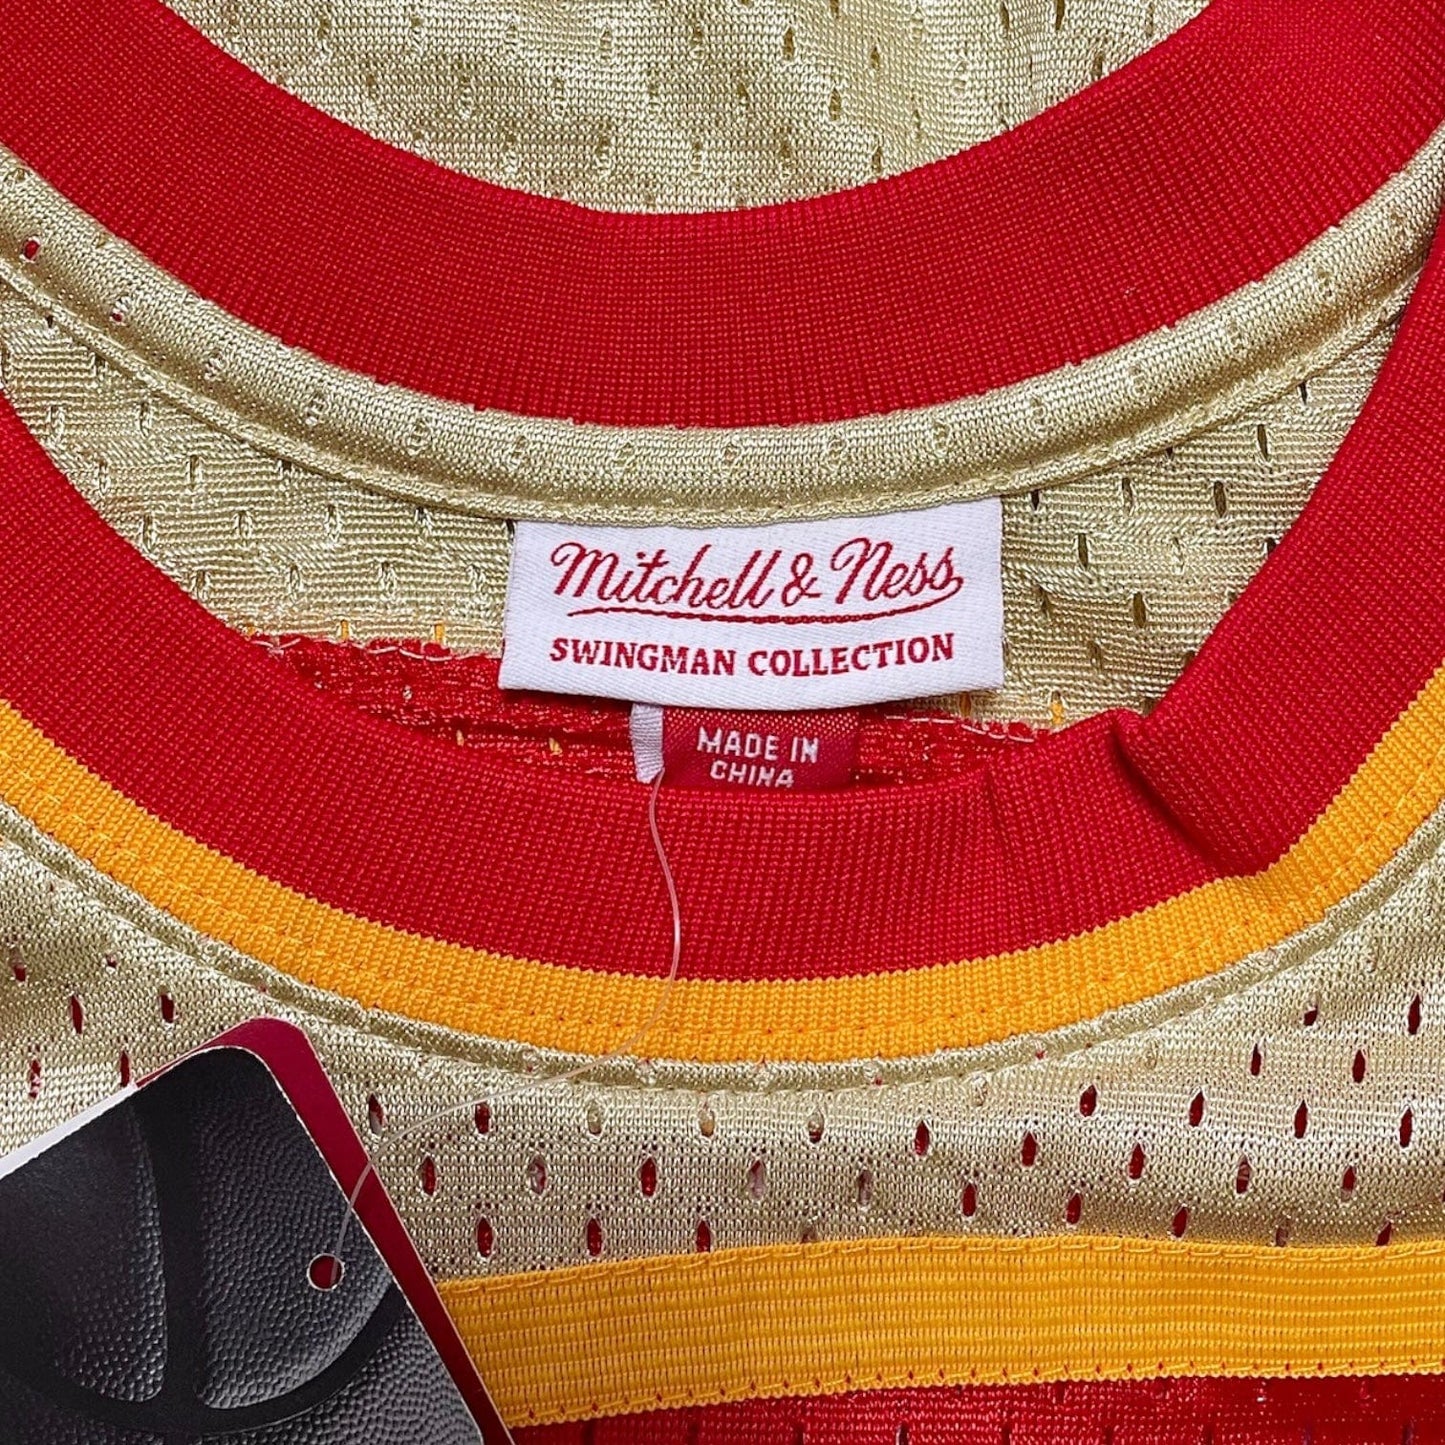 Mitchell & Ness
SWINGMAN COLLECTION
MADE IN
CHINA